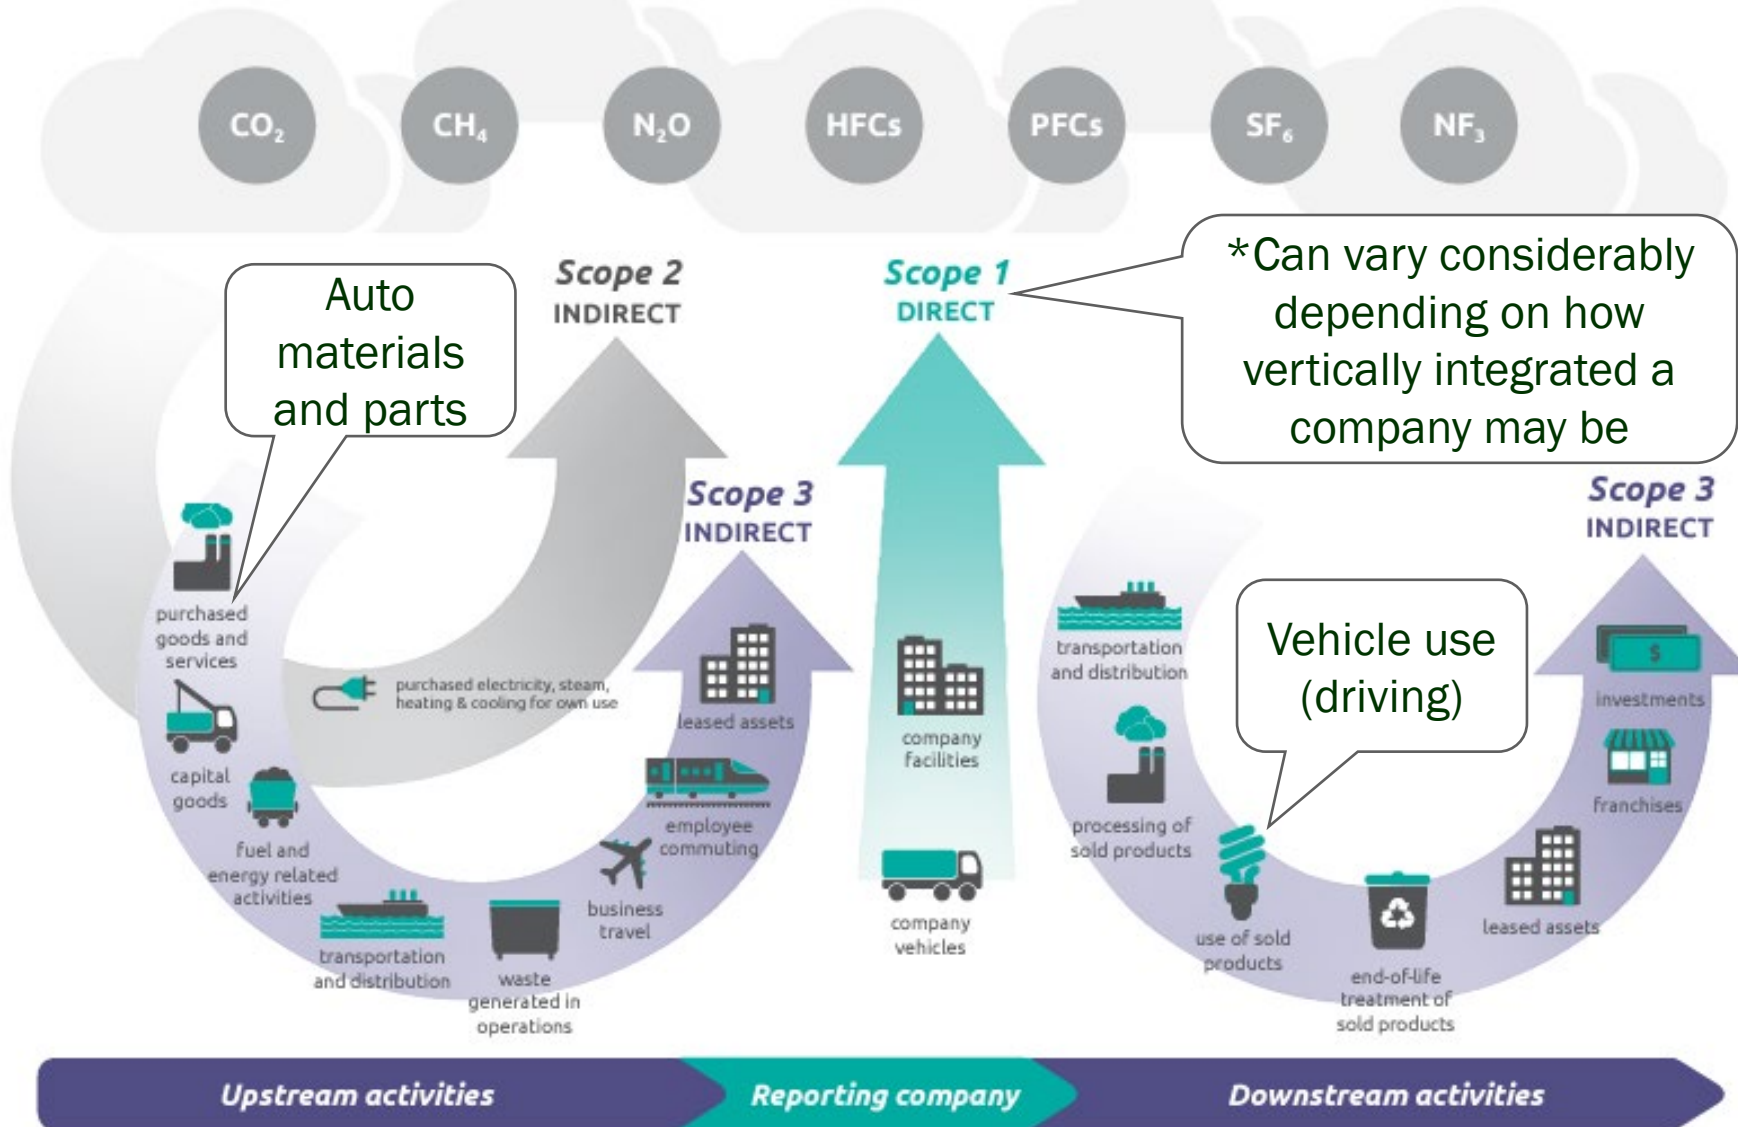 CO₂
CH₄
N₂O
HFCs
PFCs
SF₆
NF₃
Auto
materials
and parts
Scope 2
INDIRECT
Scope 1
DIRECT
*Can vary considerably
depending on how
vertically integrated a
company may be
Scope 3
INDIRECT
Scope 3
INDIRECT
purchased
goods and
services
purchased electricity, steam,
heating & cooling for own use
capital
goods
fuel and
energy related
activities
transportation
and distribution
waste
generated in
operations
business
travel
employee
commuting
leased assets
company
facilities
company
vehicles
transportation
and distribution
processing of
sold products
Vehicle use
(driving)
use of sold
products
end-of-life
treatment of
sold products
leased assets
franchises
$
investments
Upstream activities
Reporting company
Downstream activities